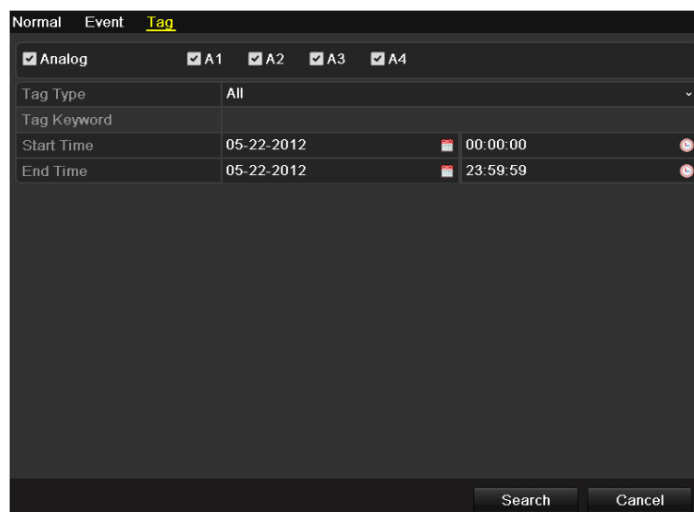 Normal Event Tag
Analog A1 A2 A3 A4
Tag Type All
Tag Keyword
Start Time 05-22-2012 00:00:00
End Time 05-22-2012 23:59:59
Search Cancel